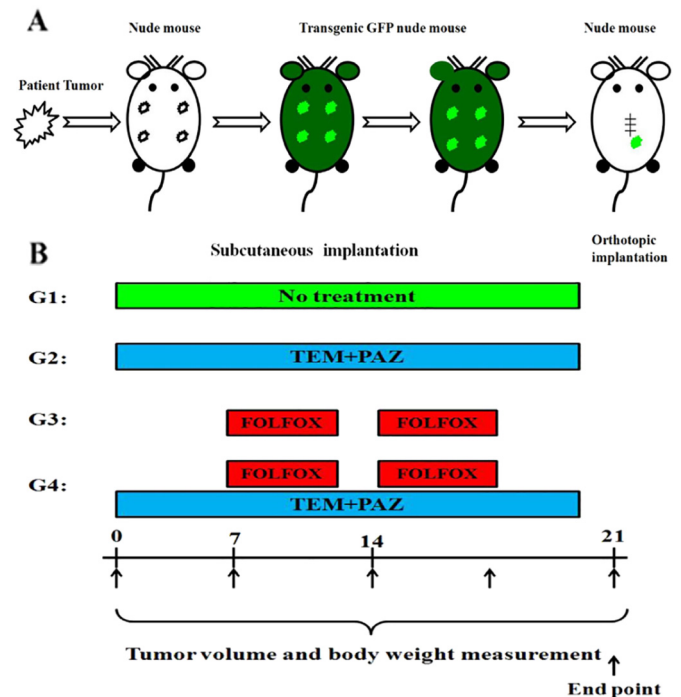 A
Nude mouse
Transgenic GFP nude mouse
Nude mouse
Patient Tumor
Subcutaneous implantation
Orthotopic
implantation
B
G1:
No treatment
G2:
TEM+PAZ
G3:
FOLFOX
FOLFOX
G4:
FOLFOX
FOLFOX
TEM+PAZ
0
7
14
21
Tumor volume and body weight measurement
End point